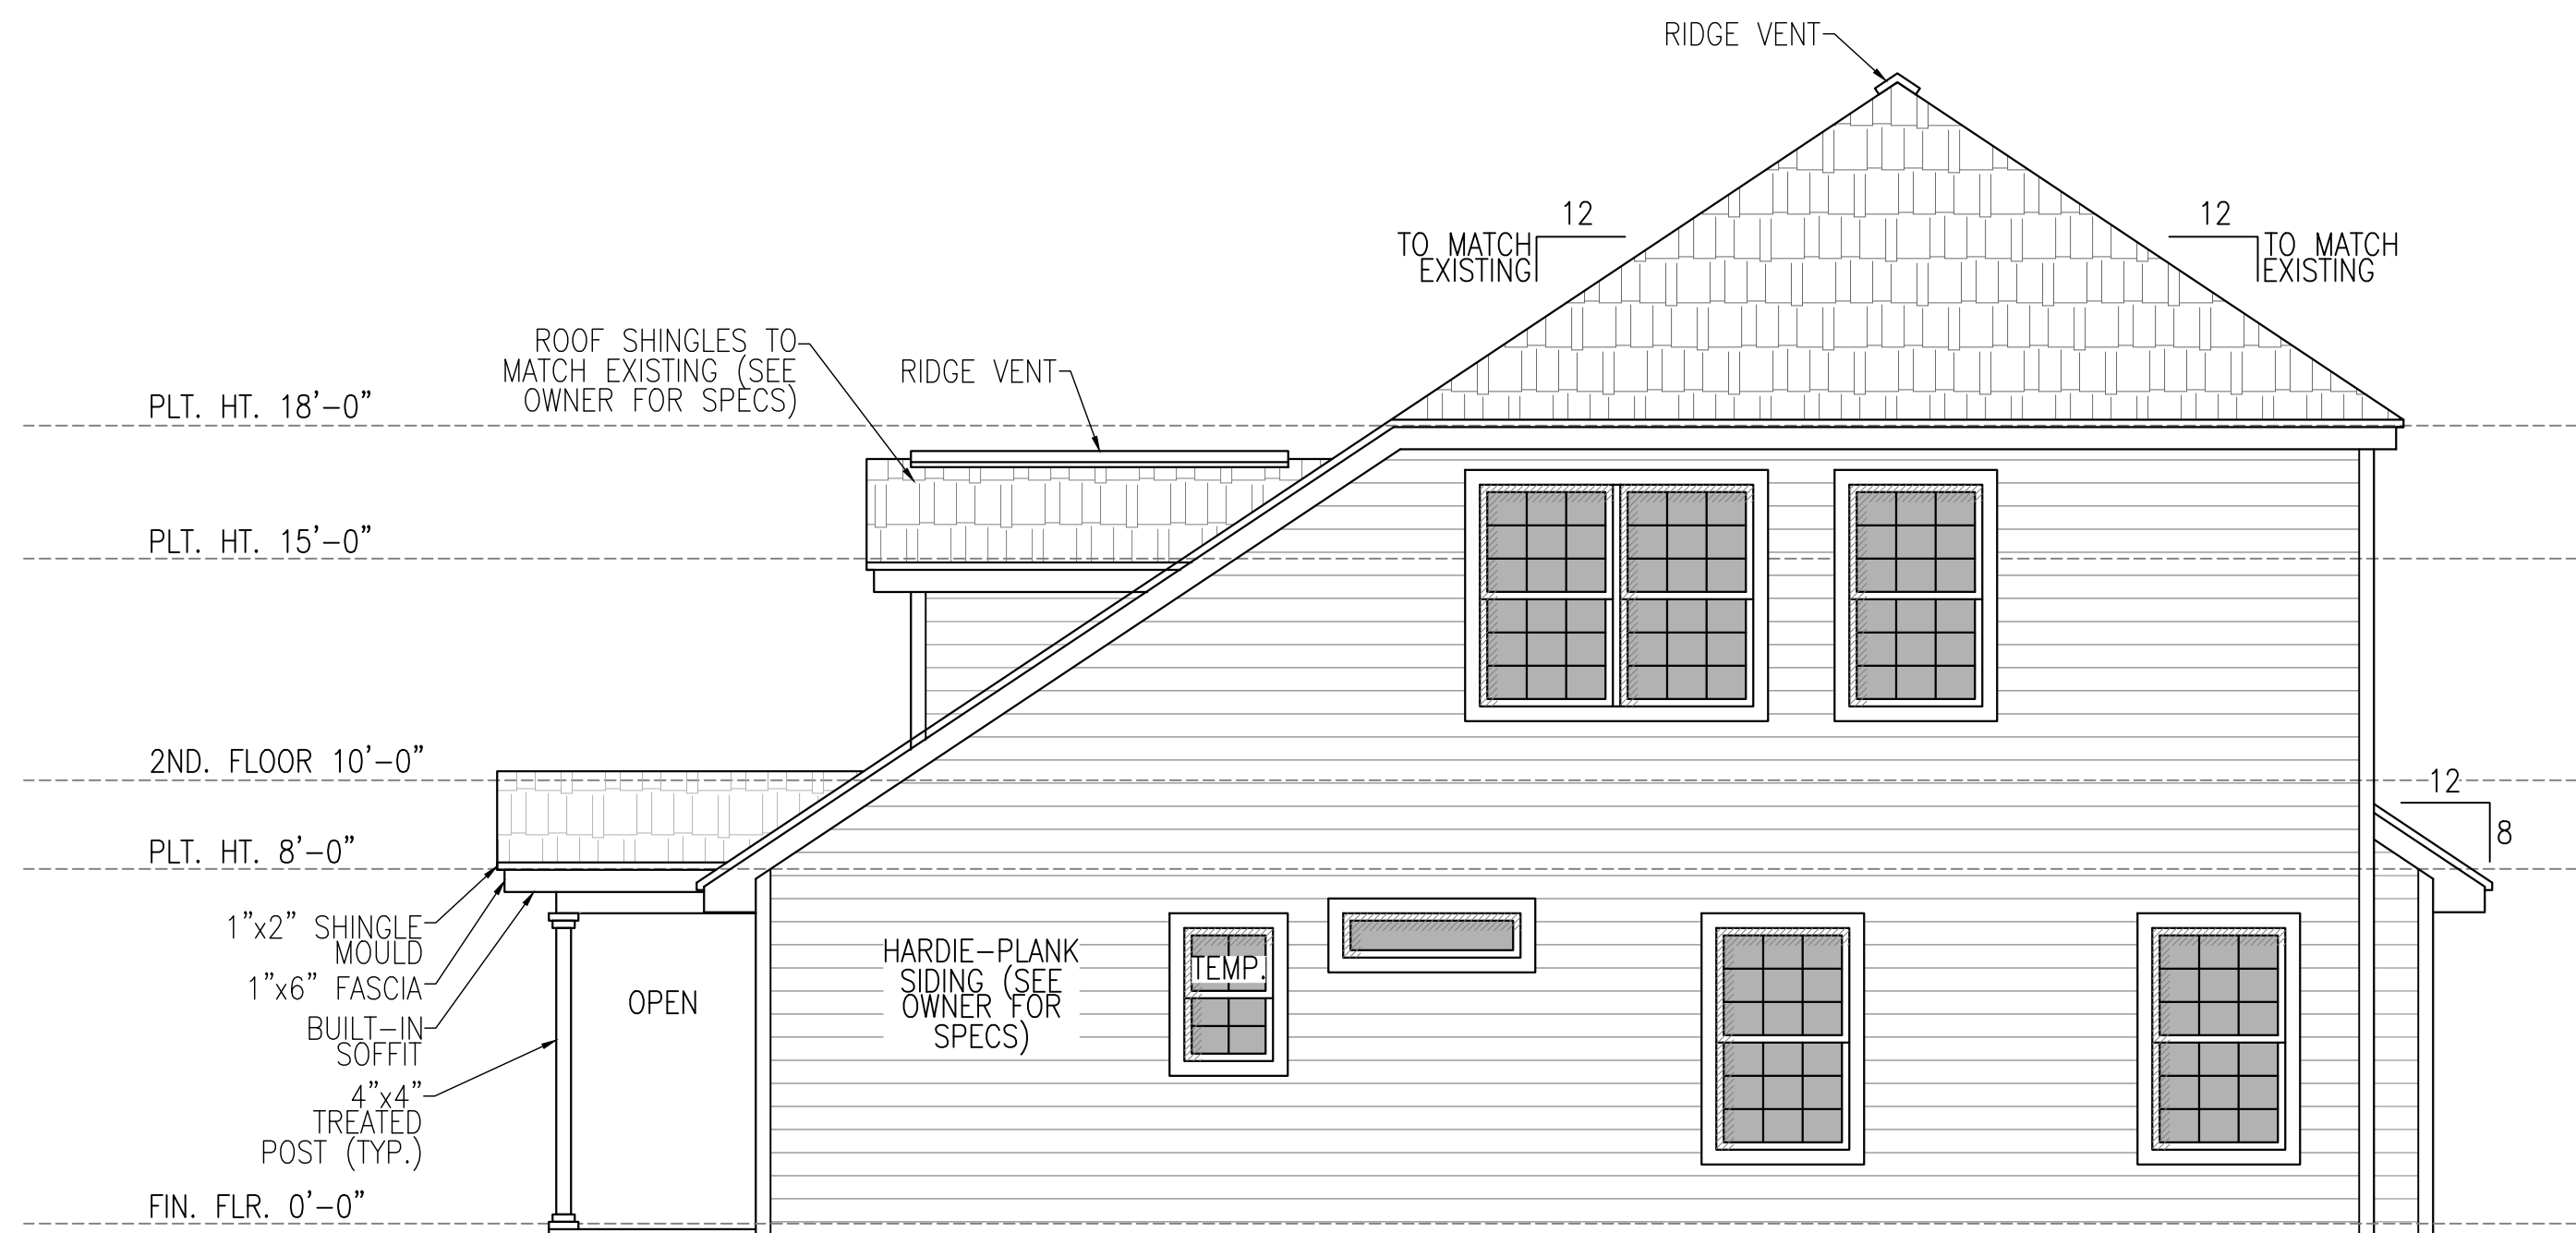 RIDGE VENT
12
TO MATCH
EXISTING
12
TO MATCH
EXISTING
ROOF SHINGLES TO
MATCH EXISTING (SEE
OWNER FOR SPECS)
RIDGE VENT
PLT. HT. 18'-0"
PLT. HT. 15'-0"
2ND. FLOOR 10'-0"
12
8
PLT. HT. 8'-0"
1"x2" SHINGLE
MOULD
1"x6" FASCIA
BUILT-IN
SOFFIT
4"x4"
TREATED
POST (TYP.)
OPEN
HARDIE-PLANK
SIDING (SEE
OWNER FOR
SPECS)
TEMP.
FIN. FLR. 0'-0"